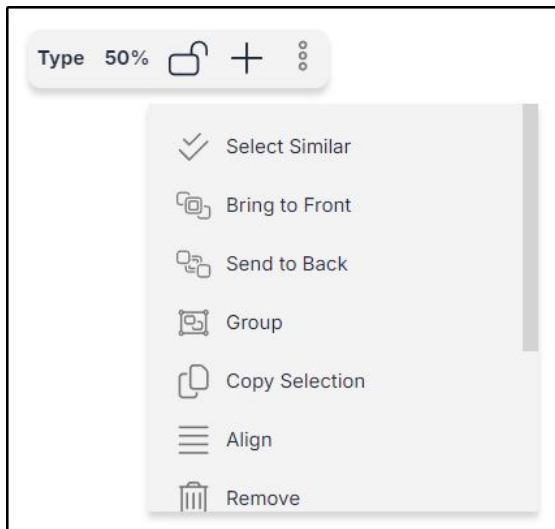 Type 50%
Select Similar
Bring to Front
Send to Back
Group
Copy Selection
Align
Remove